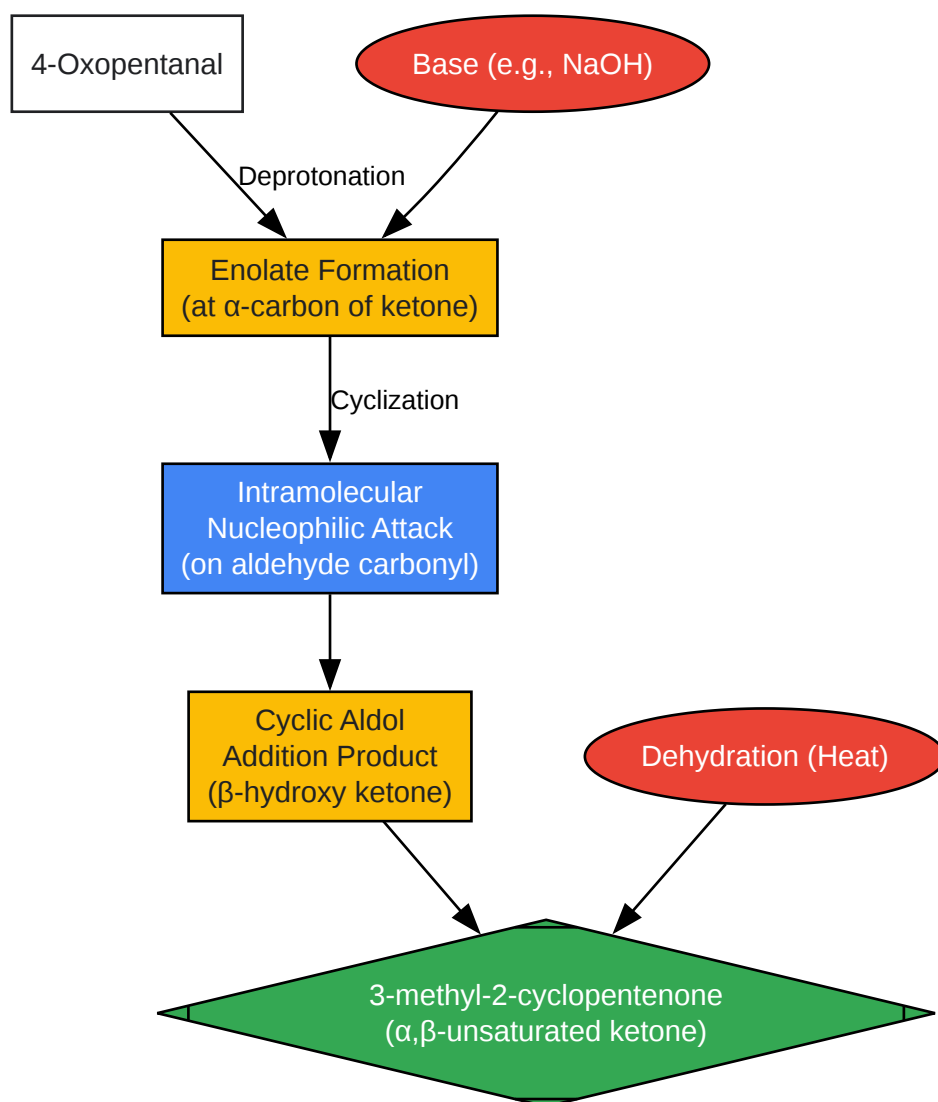 4-Oxopentanal
Base (e.g., NaOH)
Deprotonation
Enolate Formation
(at α-carbon of ketone)
Cyclization
Intramolecular
Nucleophilic Attack
(on aldehyde carbonyl)
Cyclic Aldol
Addition Product
(β-hydroxy ketone)
Dehydration (Heat)
3-methyl-2-cyclopentenone
(α,β-unsaturated ketone)